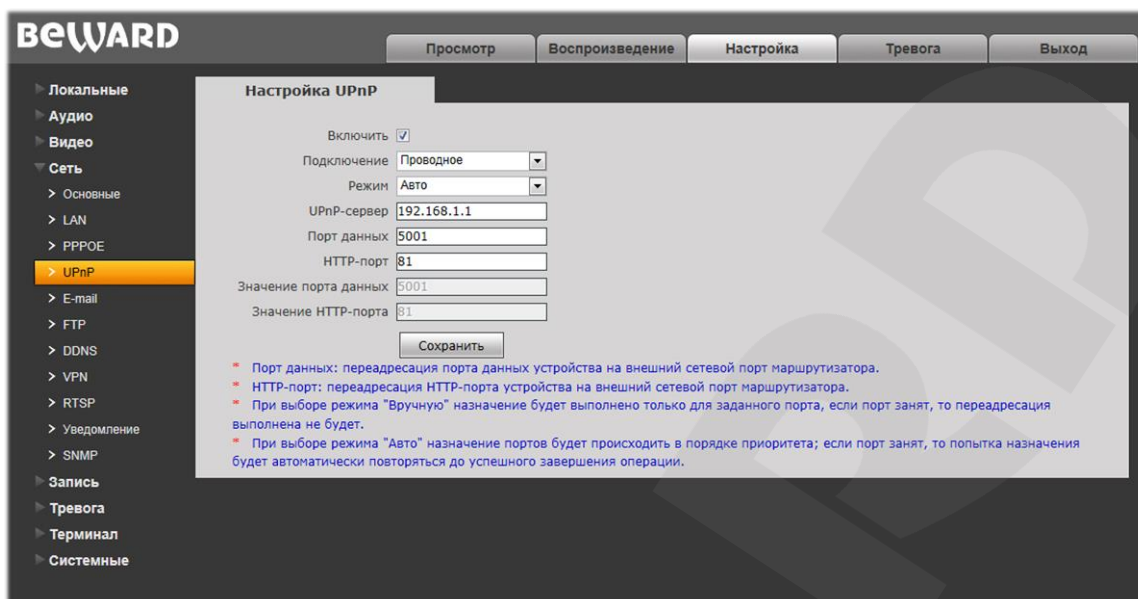 BEWARD
Просмотр
Воспроизведение
Настройка
Тревога
Выход
Локальные
Аудио
Видео
Сеть
Основные
LAN
PPPOE
UPnP
E-mail
FTP
DDNS
VPN
RTSP
Уведомление
SNMP
Запись
Тревога
Терминал
Системные
Настройка UPnP
Включить
Подключение Проводное
Режим Авто
UPnP-сервер 192.168.1.1
Порт данных 5001
HTTP-порт 81
Значение порта данных 5001
Значение HTTP-порта 81
Сохранить
* Порт данных: переадресация порта данных устройства на внешний сетевой порт маршрутизатора.
* HTTP-порт: переадресация HTTP-порта устройства на внешний сетевой порт маршрутизатора.
* При выборе режима "Вручную" назначение будет выполнено только для заданного порта, если порт занят, то переадресация
выполнена не будет.
* При выборе режима "Авто" назначение портов будет происходить в порядке приоритета; если порт занят, то попытка назначения
будет автоматически повторяться до успешного завершения операции.